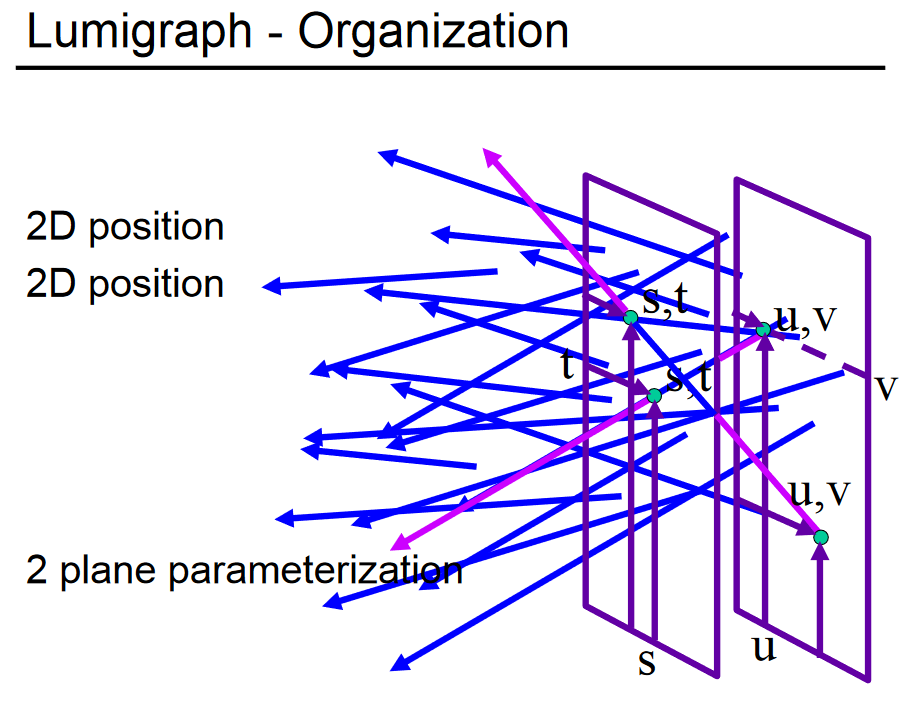 Lumigraph - Organization
2D position
2D position
s,t
u,v
t
s,t
v
u,v
2 plane parameterization
s
u